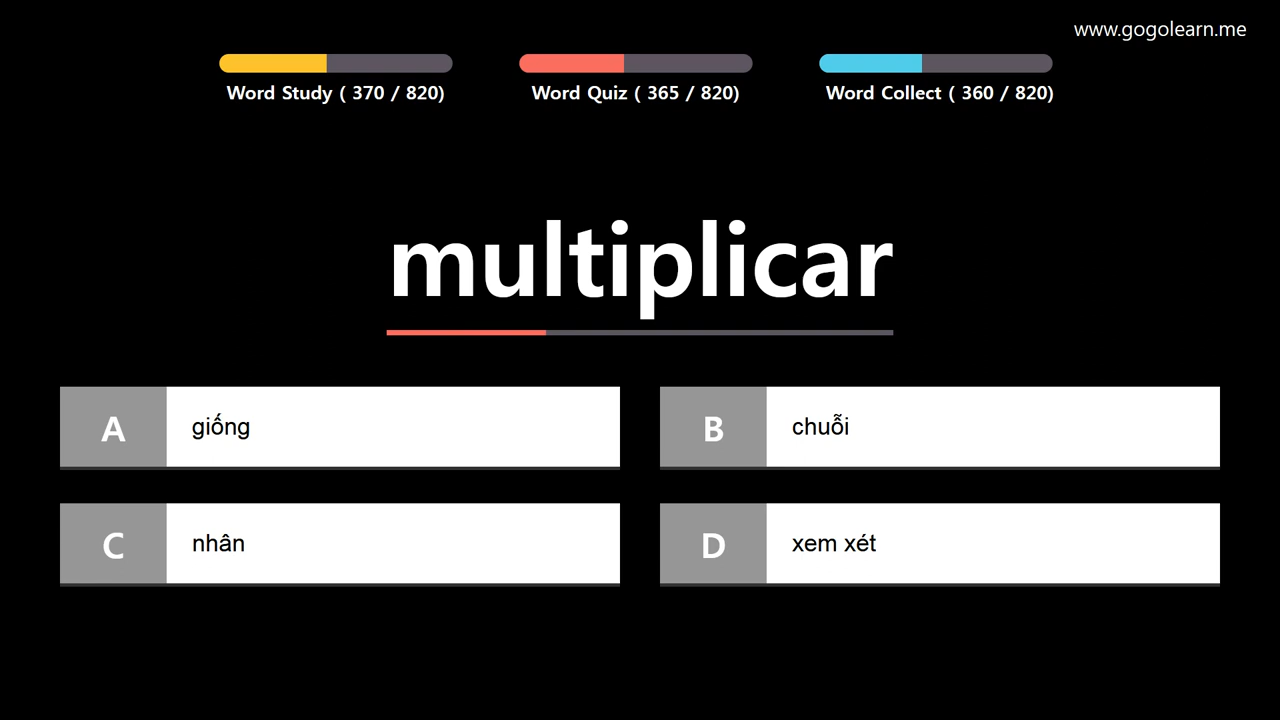 www.gogolearn.me
Word Study ( 370 / 820)
Word Quiz ( 365 / 820)
Word Collect ( 360 / 820)
multiplicar
A giống
B chuỗi
C nhân
D xem xét